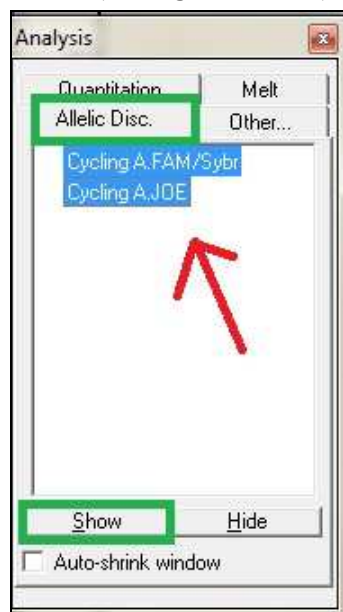 Analysis
Quantitation Melt
Allelic Disc. Other...
Cycling A.FAM/Sybr
Cycling A.JOE
Show Hide
Auto-shrink window